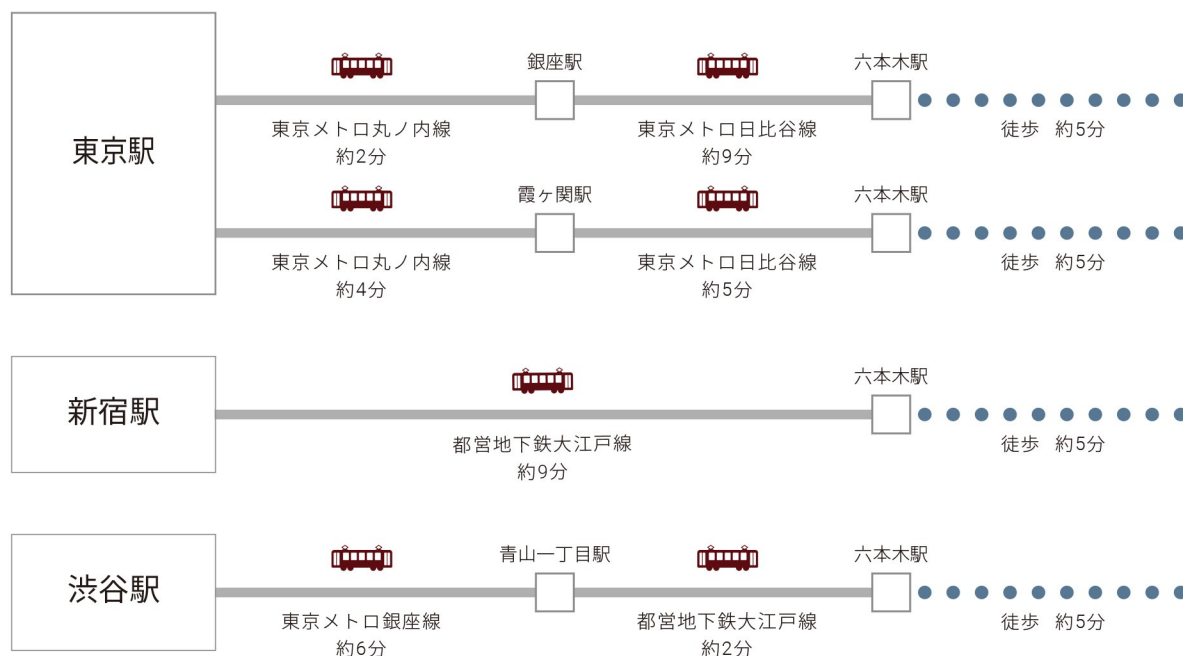 東京駅
銀座駅
六本木駅
東京メトロ丸ノ内線
約2分
東京メトロ日比谷線
約9分
徒歩 約5分
霞ヶ関駅
六本木駅
東京メトロ丸ノ内線
約4分
東京メトロ日比谷線
約5分
徒歩 約5分
新宿駅
六本木駅
都営地下鉄大江戸線
約9分
徒歩 約5分
渋谷駅
青山一丁目駅
六本木駅
東京メトロ銀座線
約6分
都営地下鉄大江戸線
約2分
徒歩 約5分